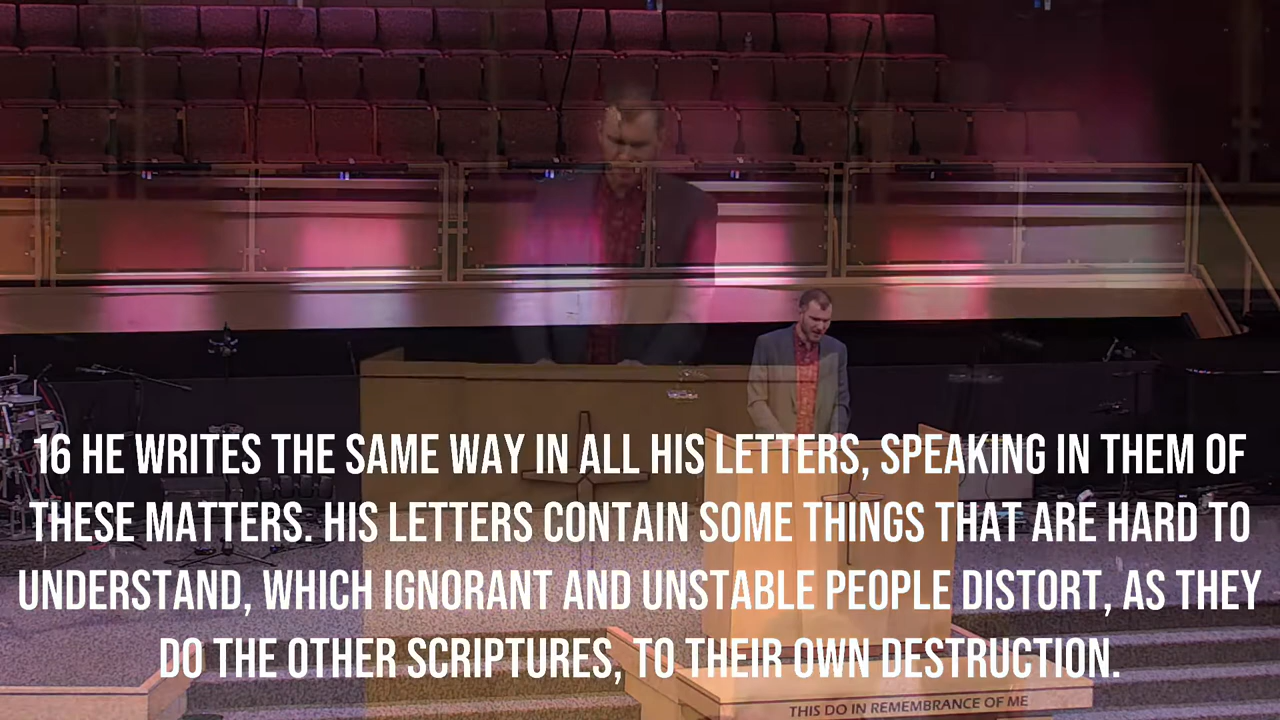 16 HE WRITES THE SAME WAY IN ALL HIS LETTERS, SPEAKING IN THEM OF
THESE MATTERS. HIS LETTERS CONTAIN SOME THINGS THAT ARE HARD TO
UNDERSTAND, WHICH IGNORANT AND UNSTABLE PEOPLE DISTORT, AS THEY
DO THE OTHER SCRIPTURES, TO THEIR OWN DESTRUCTION.
THIS DO IN REMEMBRANCE OF ME